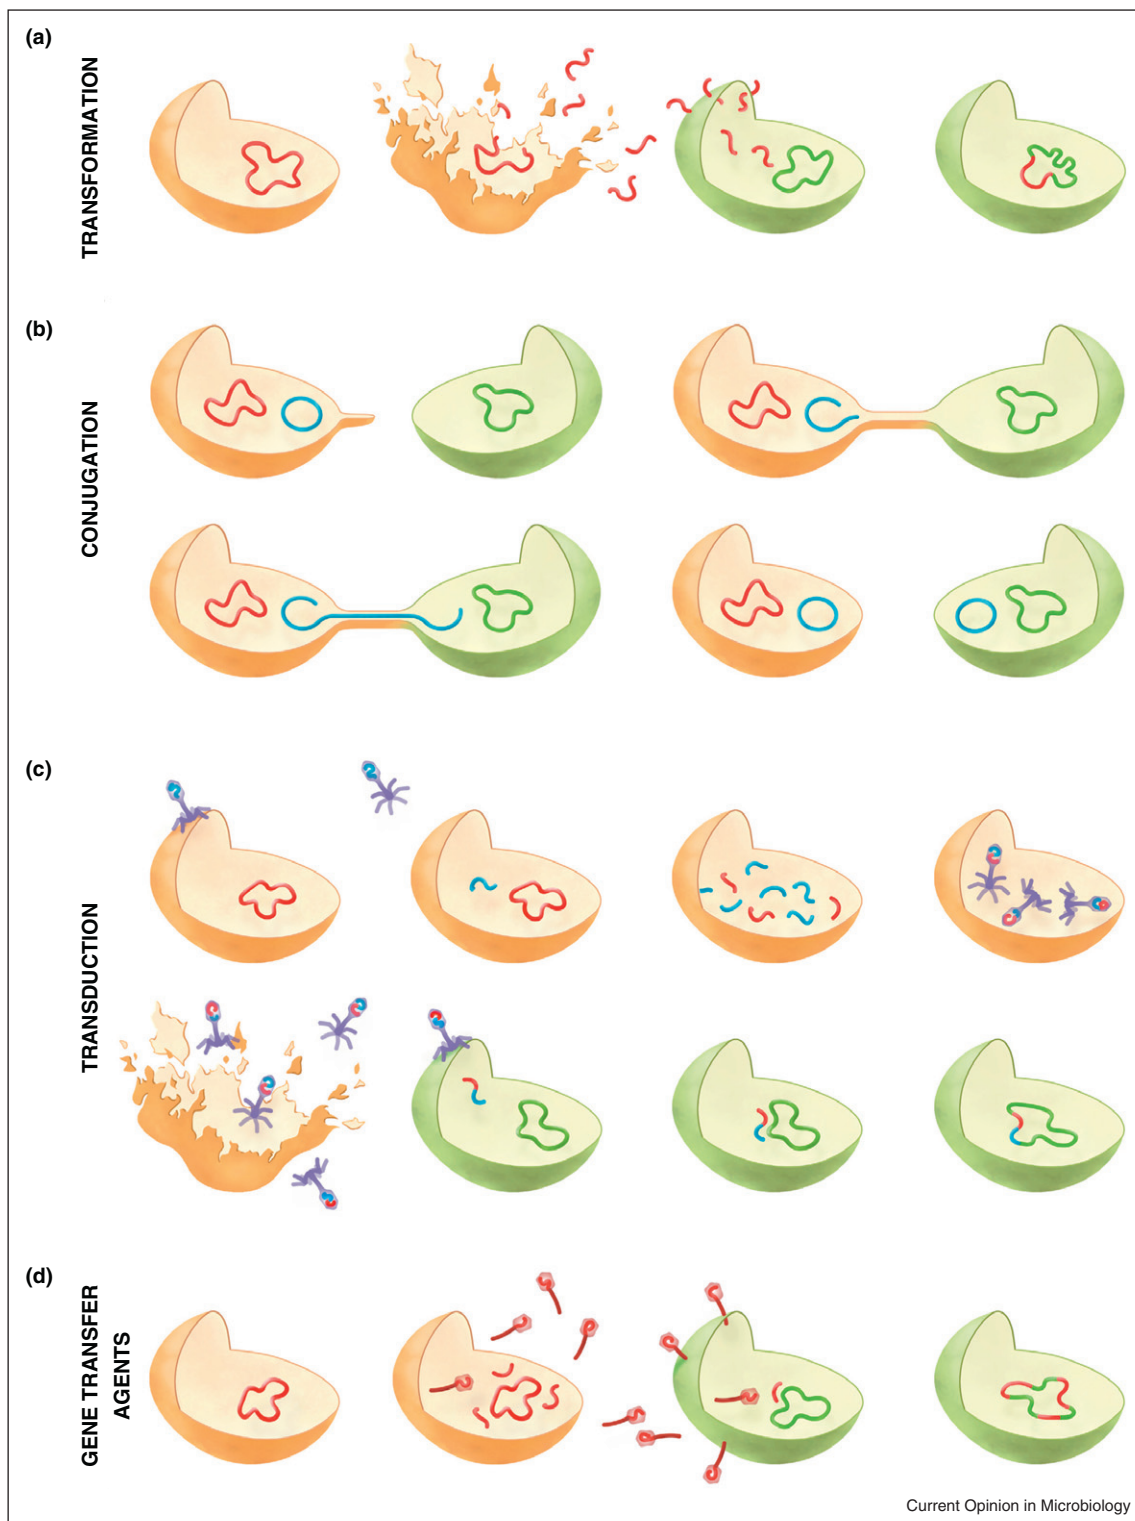 (a)
TRANSFORMATION
(b)
CONJUGATION
(c)
TRANSDUCTION
(d)
GENE TRANSFER
AGENTS
Current Opinion in Microbiology